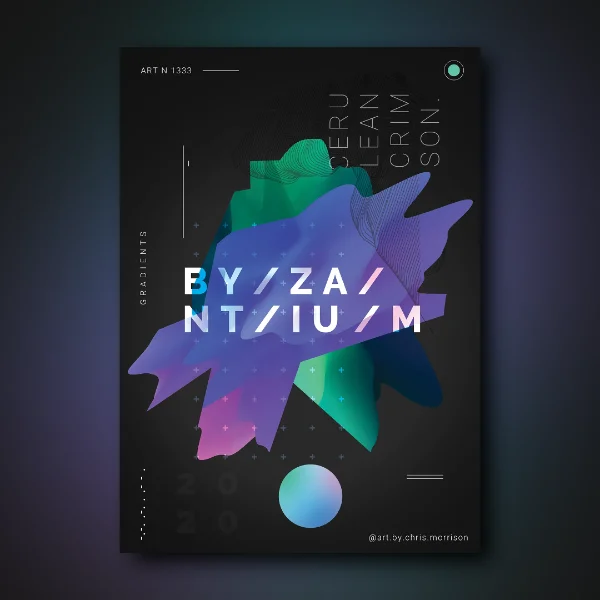 ART N 1333
CERU
LEAN
CRIM
SON.
GRADIENTS
BY/ZA/
NT/IU/M
20
20
@art.by.chris.morrison